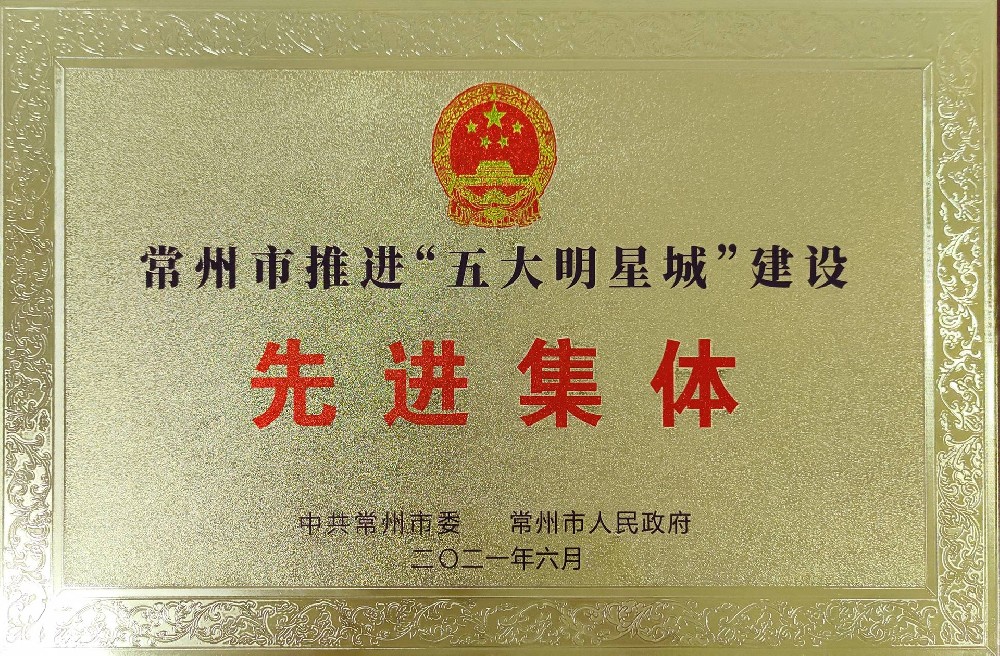 常州市推进“五大明星城”建设
先进集体
中共常州市委 常州市人民政府
二〇二一年六月